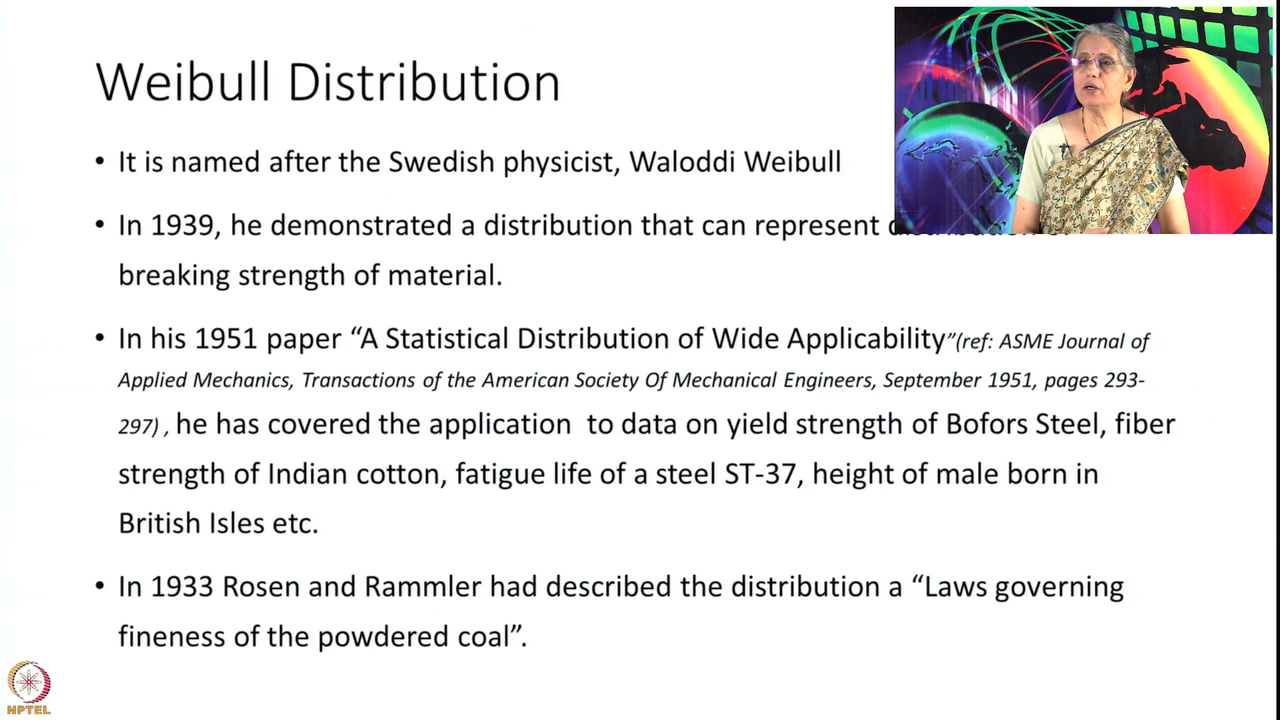 Weibull Distribution
• It is named after the Swedish physicist, Waloddi Weibull
• In 1939, he demonstrated a distribution that can represent
breaking strength of material.
• In his 1951 paper “A Statistical Distribution of Wide Applicability”(ref: ASME Journal of
Applied Mechanics, Transactions of the American Society Of Mechanical Engineers, September 1951, pages 293-
297) , he has covered the application to data on yield strength of Bofors Steel, fiber
strength of Indian cotton, fatigue life of a steel ST-37, height of male born in
British Isles etc.
• In 1933 Rosen and Rammler had described the distribution a “Laws governing
fineness of the powdered coal”.
NPTEL